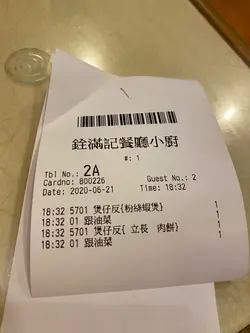 銓滿記餐廳小廚
#: 1
Tbl No.: 2A
Cardno: 800226 Guest No.: 2
Date: 2020-06-21 Time: 18:32
18:32 5701 煲仔反{粉絲蝦煲} 1
18:32 01 跟油菜 1
18:32 5701 煲仔反{ 立長 肉餅} 1
18:32 01 跟油菜 1